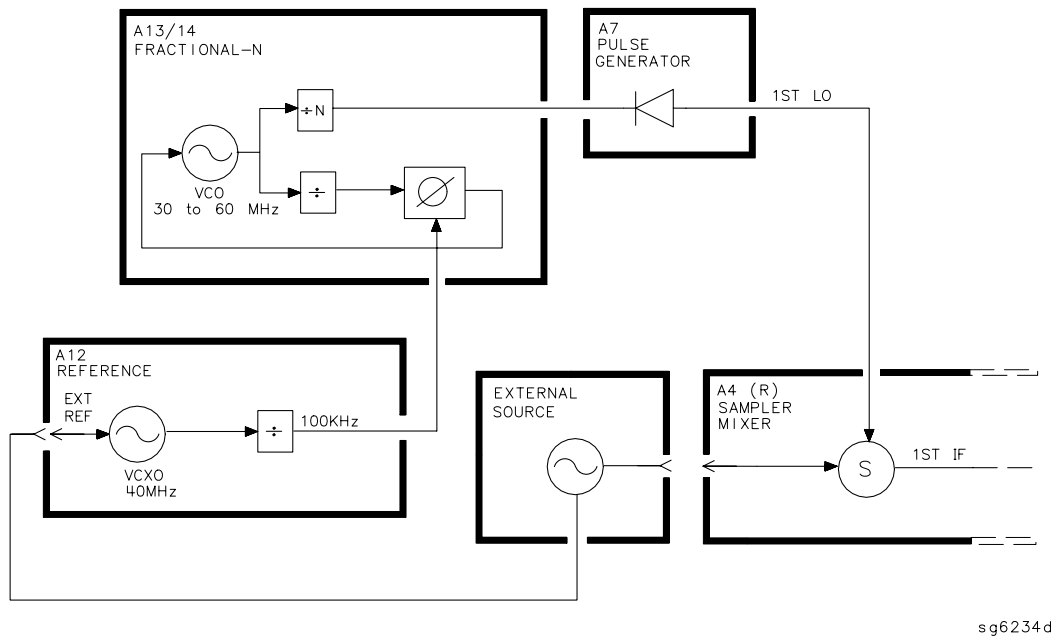 A13/14
FRACTIONAL-N
÷N
VCO
30 to 60 MHz
÷
A7
PULSE
GENERATOR
1ST LO
A12
REFERENCE
EXT
REF
VCXO
40MHz
÷
100KHz
EXTERNAL
SOURCE
A4 (R)
SAMPLER
MIXER
S
1ST IF
sg6234d